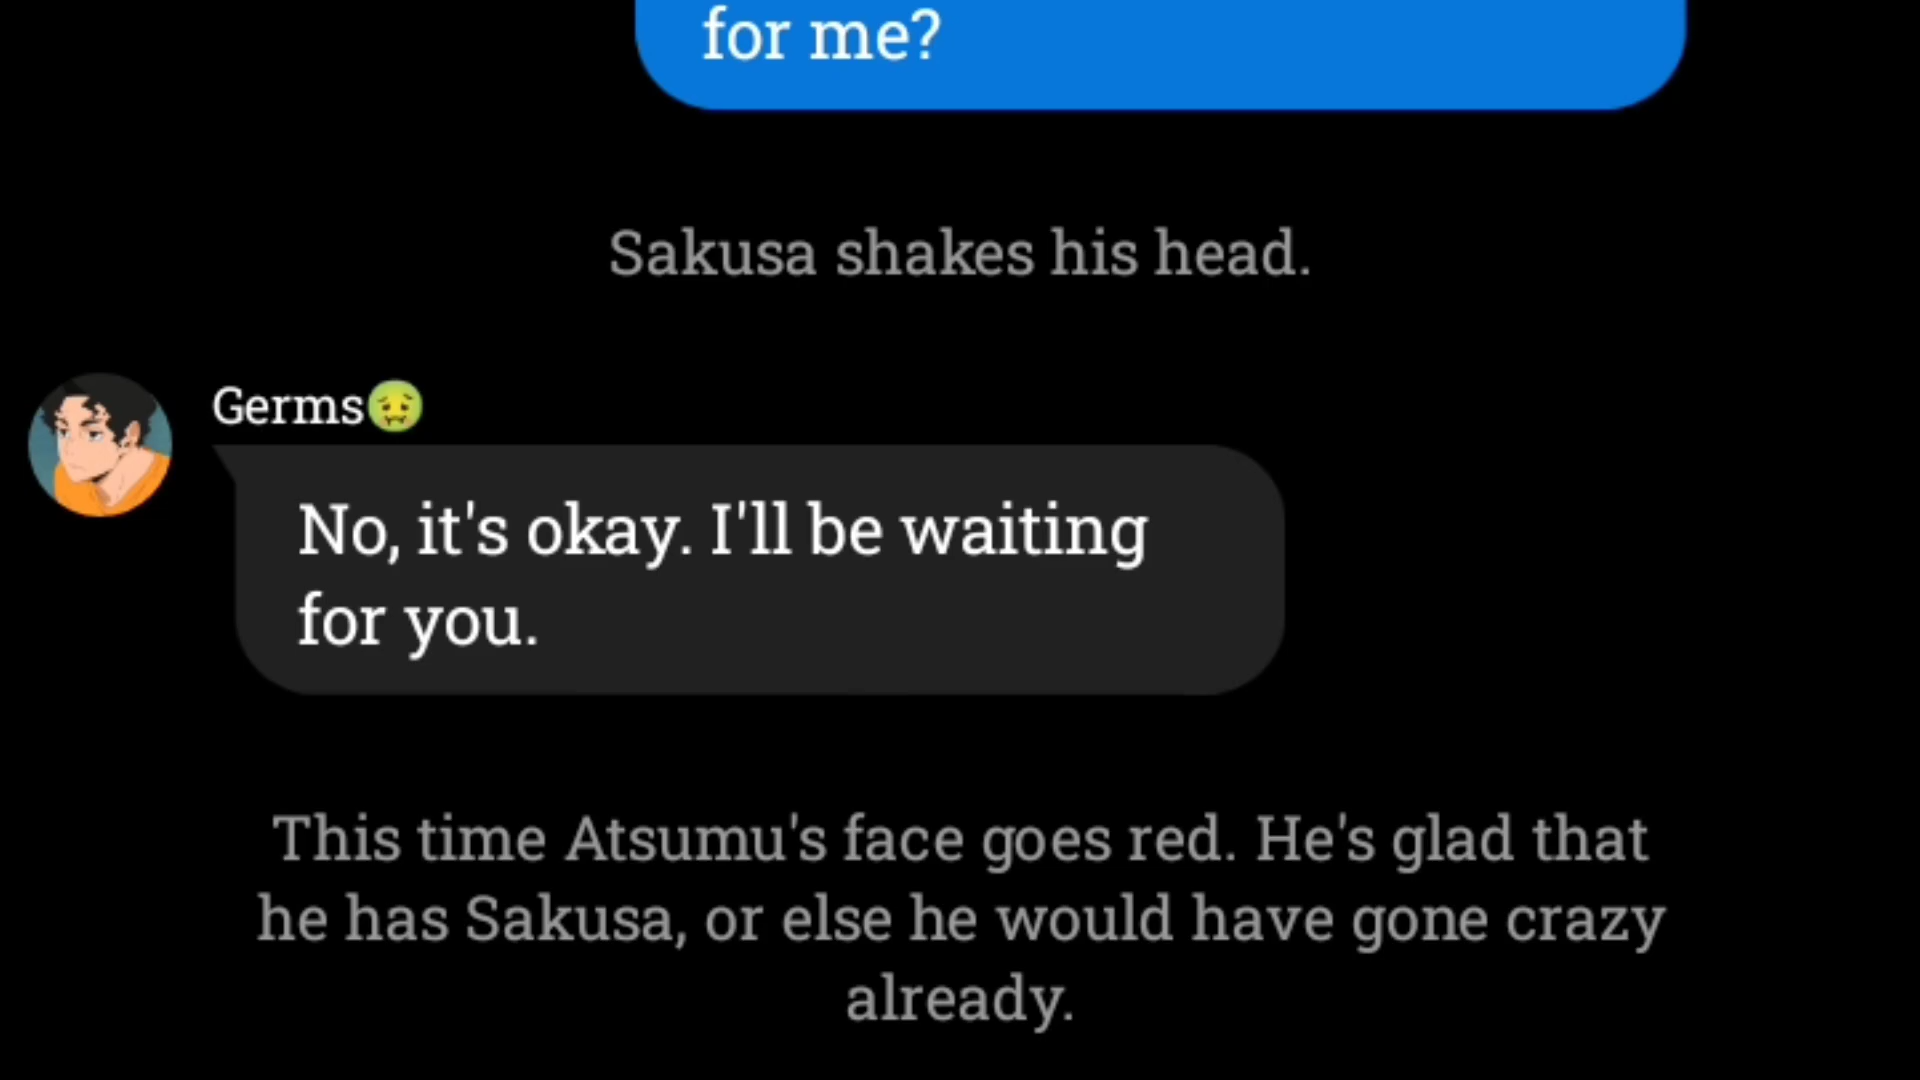 for me?
Sakusa shakes his head.
Germs🤢
No, it's okay. I'll be waiting
for you.
This time Atsumu's face goes red. He's glad that
he has Sakusa, or else he would have gone crazy
already.